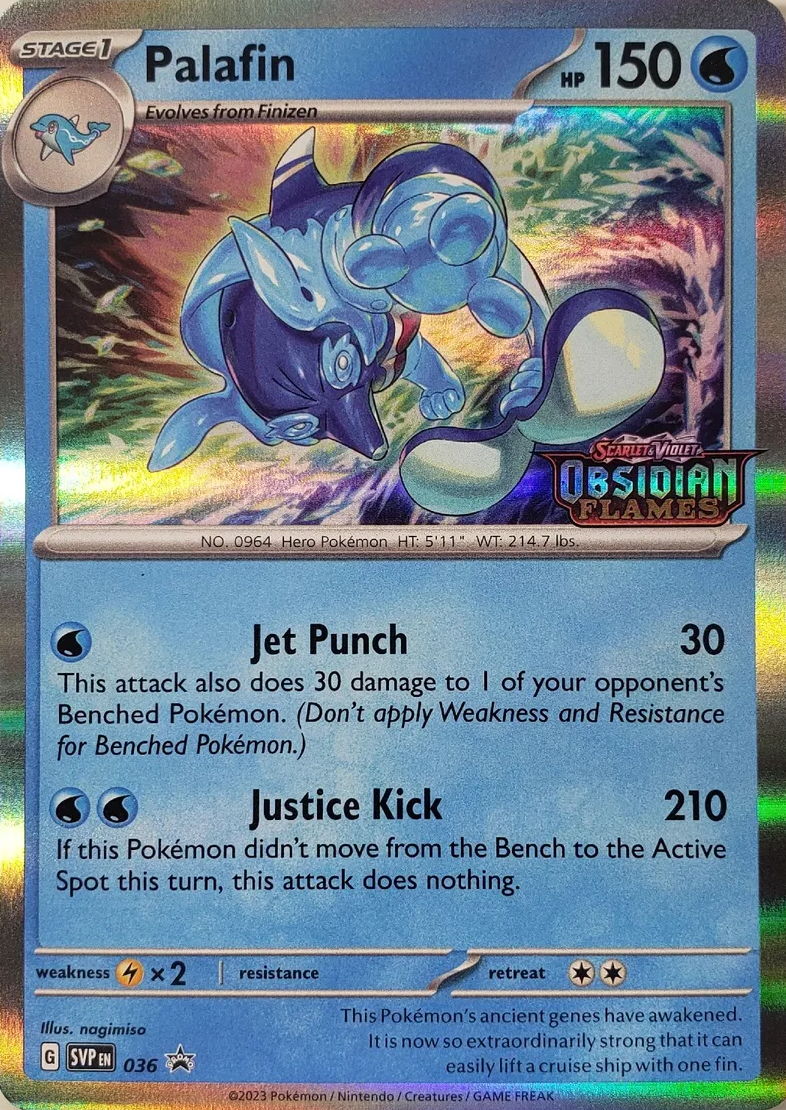 STAGE 1
Palafin
HP 150
Evolves from Finizen
SCARLET & VIOLET
OBSIDIAN
FLAMES
NO. 0964 Hero Pokémon HT: 5'11" WT: 214.7 lbs.
Jet Punch 30
This attack also does 30 damage to 1 of your opponent's
Benched Pokémon. (Don't apply Weakness and Resistance
for Benched Pokémon.)
Justice Kick 210
If this Pokémon didn't move from the Bench to the Active
Spot this turn, this attack does nothing.
weakness ×2 resistance retreat
Illus. nagimiso
This Pokémon's ancient genes have awakened.
It is now so extraordinarily strong that it can
easily lift a cruise ship with one fin.
G SVP EN 036 PROMO
©2023 Pokémon / Nintendo / Creatures / GAME FREAK